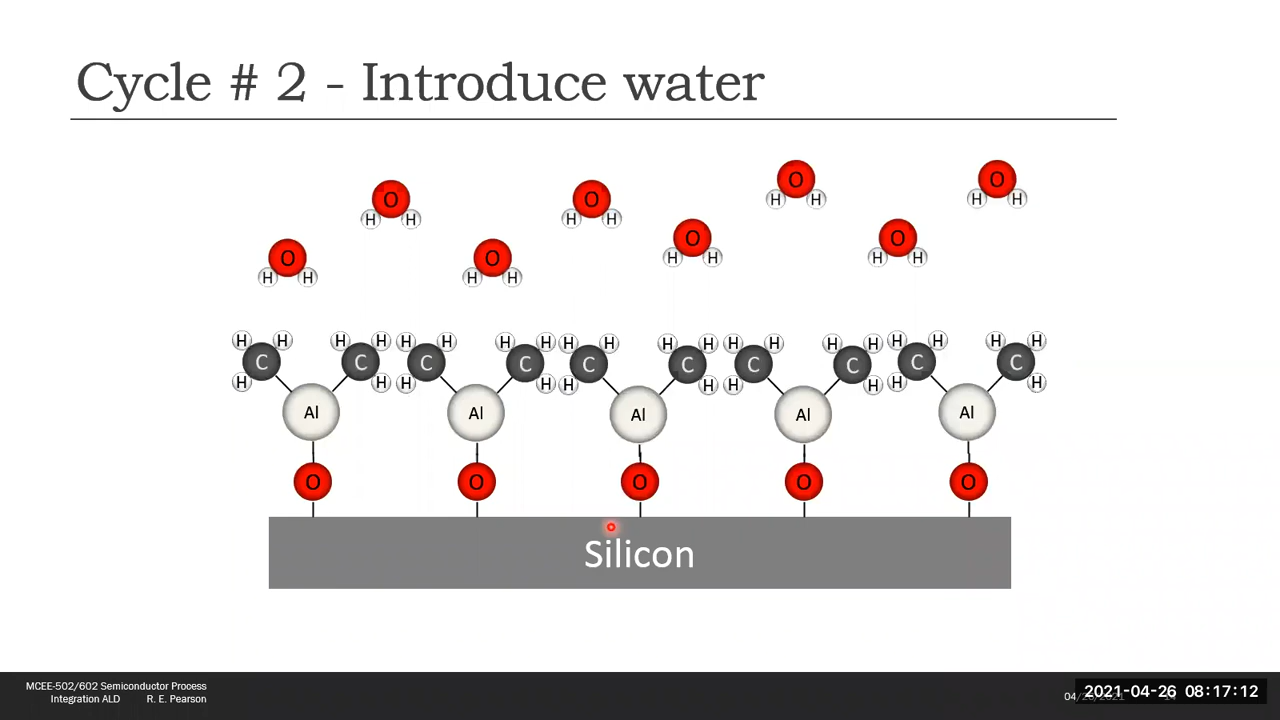 Cycle # 2 - Introduce water
O O
O O
H H H H H H H H
O O
O O
H H H H H H H H
H H H H H H H H H H H H H H H H H H H H
C C C C C C C C C C
H H H H H H H H H H
Al Al Al Al Al
O O O O O
Silicon
MCEE-502/602 Semiconductor Process
Integration ALD R. E. Pearson
2021-04-26 08:17:12